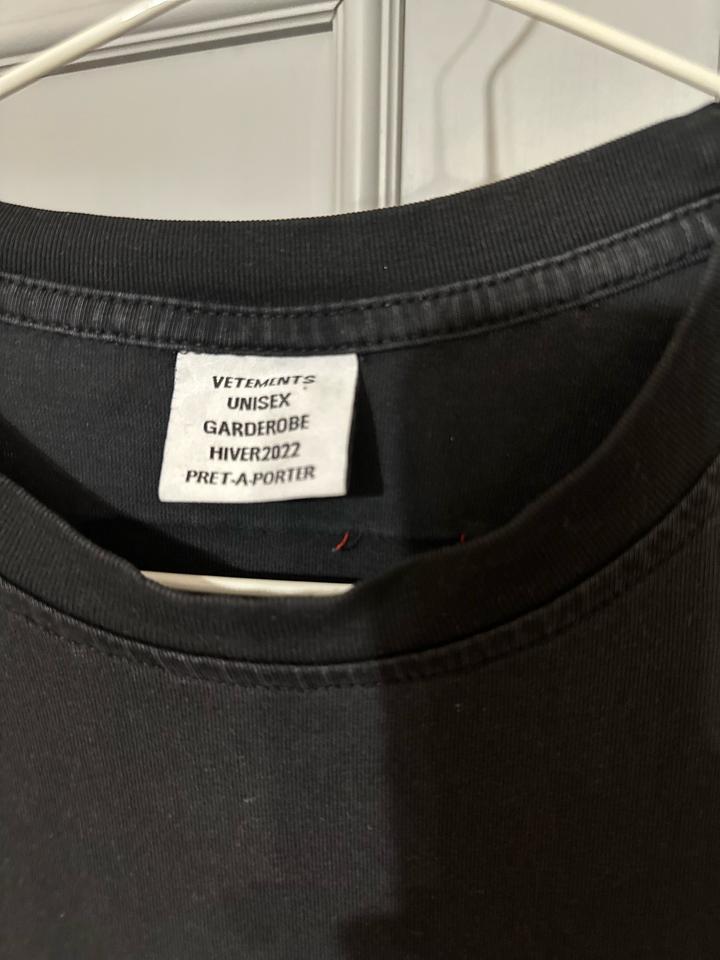 VETEMENTS
UNISEX
GARDEROBE
HIVER2022
PRET-A-PORTER